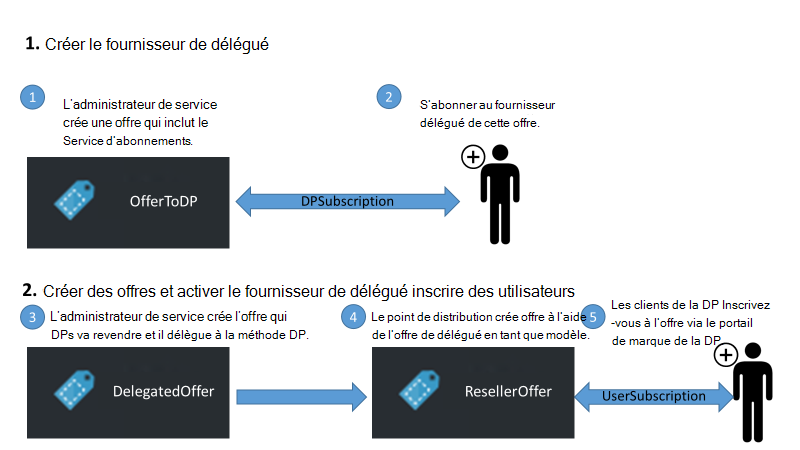 1. Créer le fournisseur de délégué
1
L'administrateur de service
crée une offre qui inclut le
Service d'abonnements.
2
S'abonner au fournisseur
délégué de cette offre.
OfferToDP
DPSubscription
2. Créer des offres et activer le fournisseur de délégué inscrire des utilisateurs
3
L'administrateur de service crée l'offre qui
DPs va revendre et il délègue à la méthode DP.
4
Le point de distribution crée offre à l'aide
de l'offre de délégué en tant que modèle.
5
Les clients de la DP Inscrivez
-vous à l'offre via le portail
de marque de la DP.
DelegatedOffer
ResellerOffer
UserSubscription